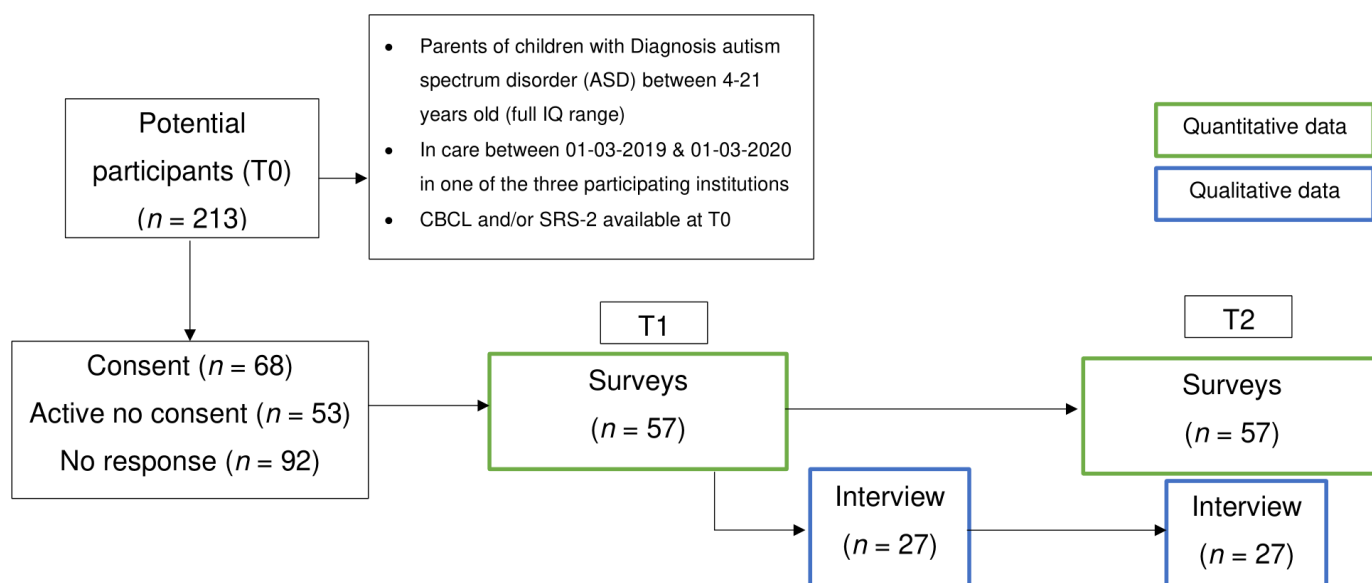 Potential
participants (T0)
(n = 213)
• Parents of children with Diagnosis autism
spectrum disorder (ASD) between 4-21
years old (full IQ range)
• In care between 01-03-2019 & 01-03-2020
in one of the three participating institutions
• CBCL and/or SRS-2 available at T0
Quantitative data
Qualitative data
Consent (n = 68)
Active no consent (n = 53)
No response (n = 92)
T1
Surveys
(n = 57)
Interview
(n = 27)
T2
Surveys
(n = 57)
Interview
(n = 27)